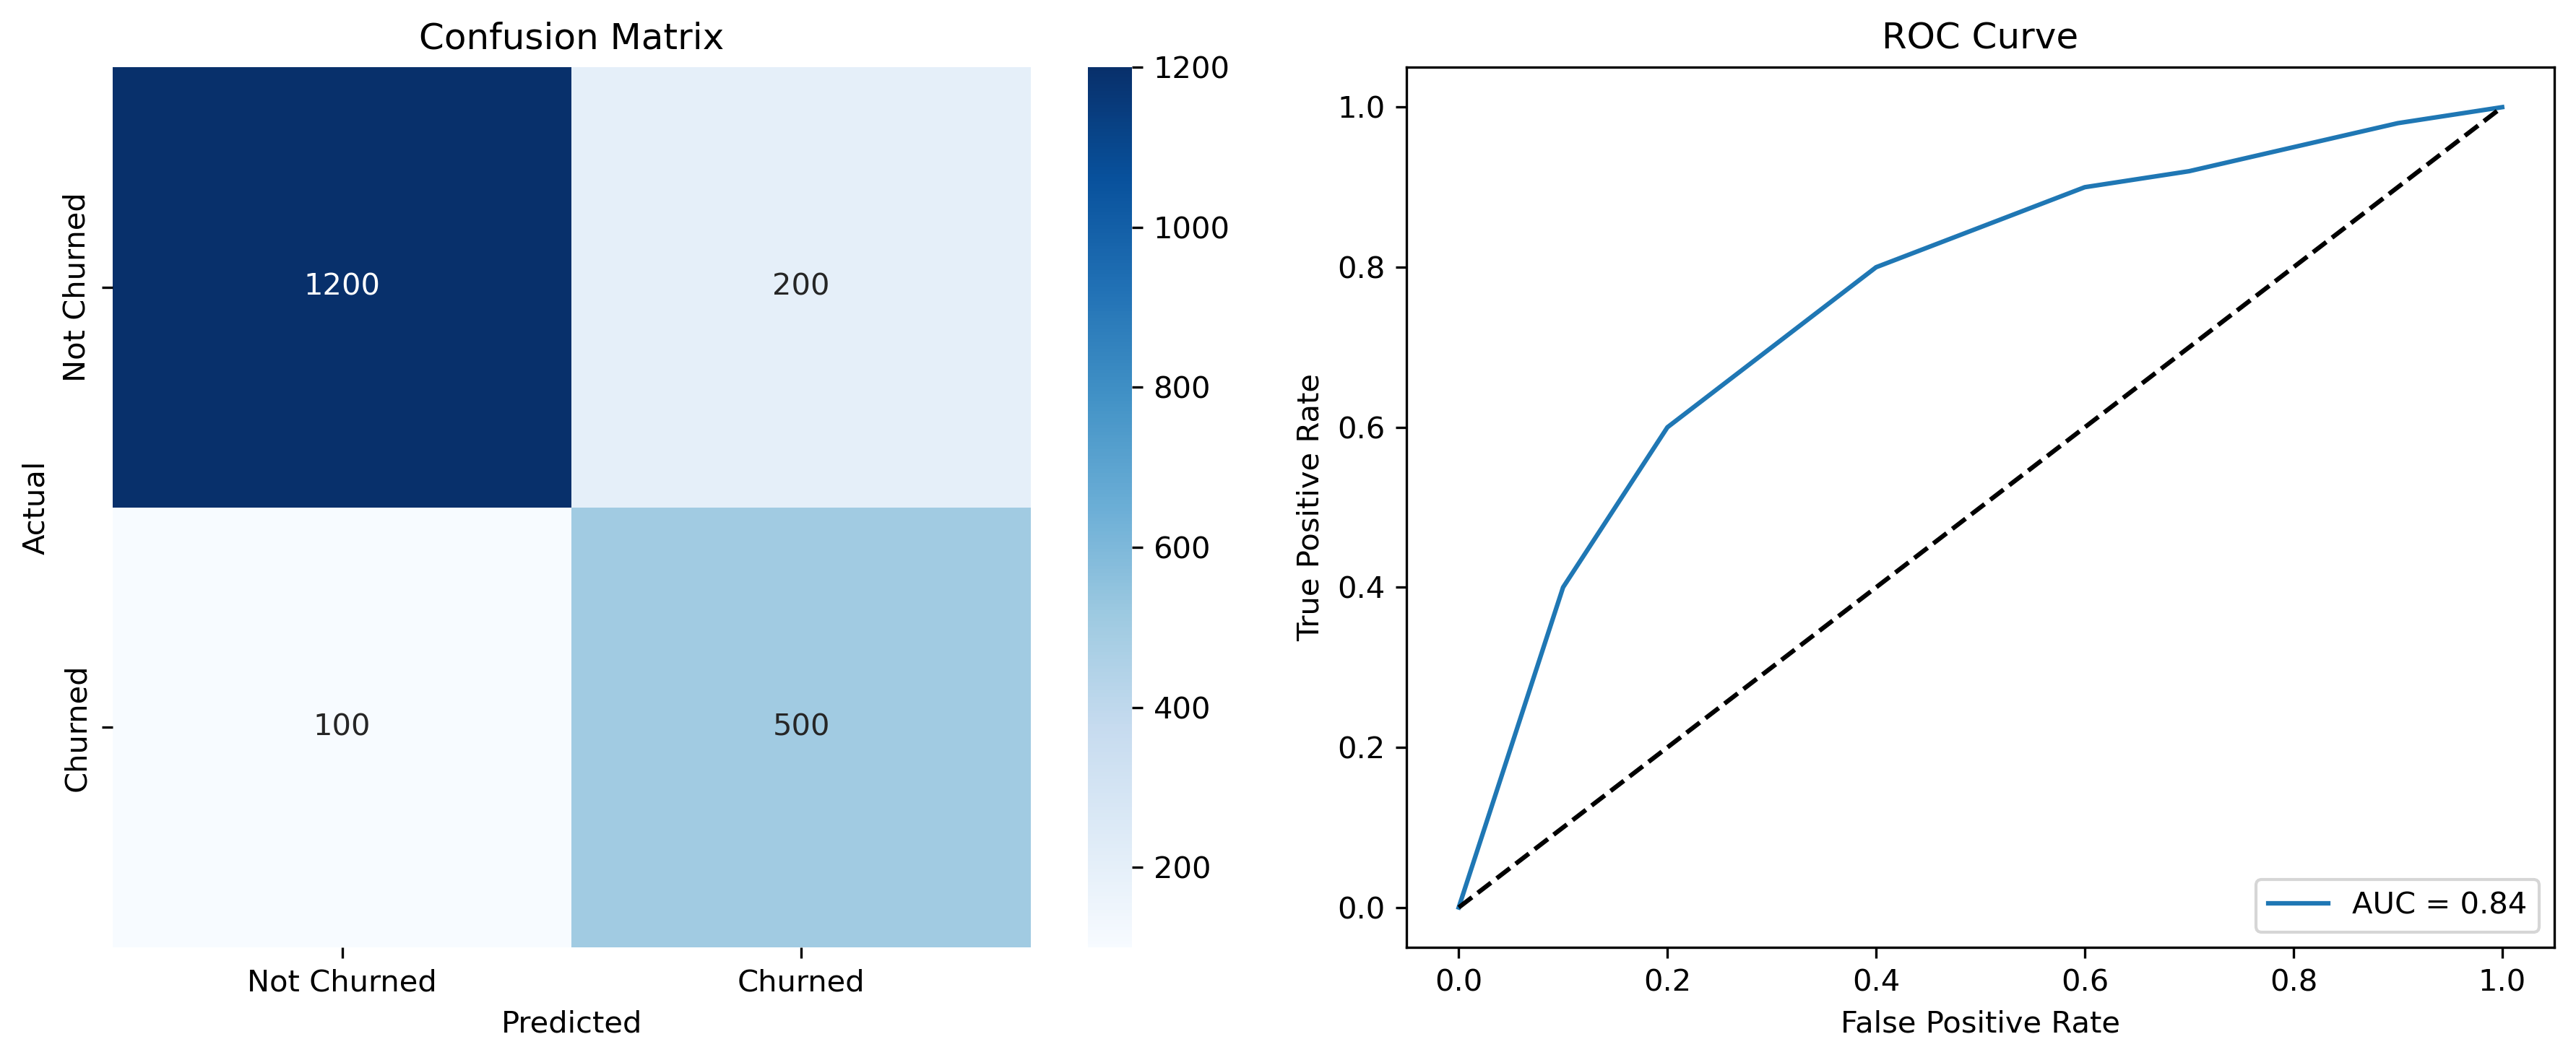 Confusion Matrix
Actual
Not Churned
Churned
1200
200
100
500
Not Churned
Churned
Predicted
1200
1000
800
600
400
200
ROC Curve
True Positive Rate
1.0
0.8
0.6
0.4
0.2
0.0
AUC = 0.84
0.0
0.2
0.4
0.6
0.8
1.0
False Positive Rate